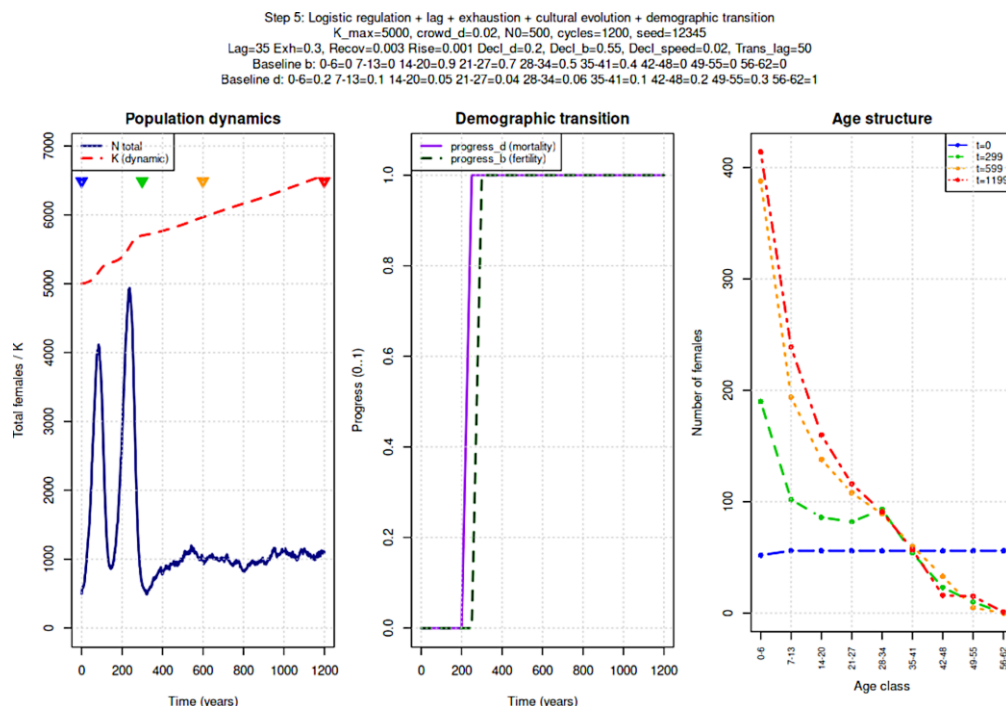 Step 5: Logistic regulation + lag + exhaustion + cultural evolution + demographic transition
K_max=5000, crowd_d=0.02, N0=500, cycles=1200, seed=12345
Lag=35 Exh=0.3, Recov=0.003 Rise=0.001 Decl_d=0.2, Decl_b=0.55, Decl_speed=0.02, Trans_lag=50
Baseline b: 0-6=0 7-13=0 14-20=0.9 21-27=0.7 28-34=0.5 35-41=0.4 42-48=0 49-55=0 56-62=0
Baseline d: 0-6=0.2 7-13=0.1 14-20=0.05 21-27=0.04 28-34=0.06 35-41=0.1 42-48=0.2 49-55=0.3 56-62=1
Population dynamics
N total
K (dynamic)
Total females / K
7000
6000
5000
4000
3000
2000
1000
0
0 200 400 600 800 1000 1200
Time (years)
Demographic transition
progress_d (mortality)
progress_b (fertility)
Progress (0..1)
1.0
0.8
0.6
0.4
0.2
0.0
0 200 400 600 800 1000 1200
Time (years)
Age structure
t=0
t=299
t=599
t=1199
Number of females
400
300
200
100
0
0-6 7-13 14-20 21-27 28-34 35-41 42-48 49-55 56-62
Age class